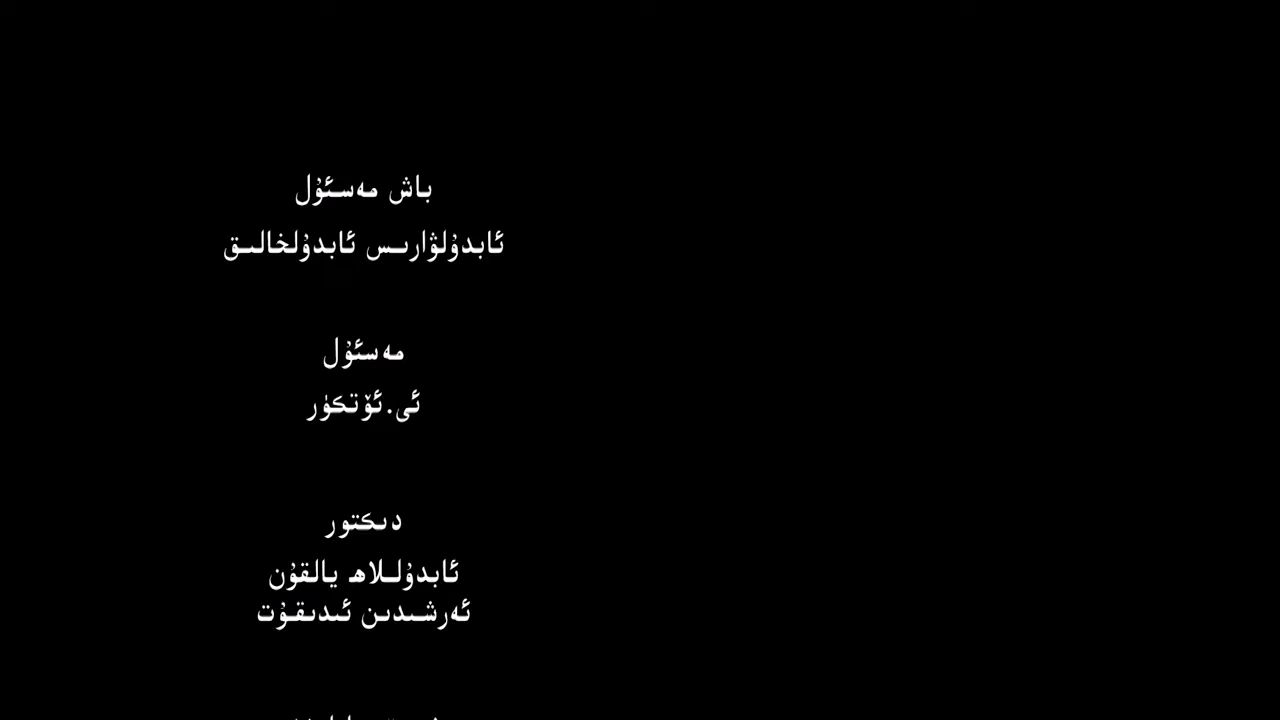 باش مەسئۇل
ئابدۇلۋارىس ئابدۇلخالىق
مەسئۇل
ئى.ئۆتكۈر
دىكتور
ئابدۇللاھ يالقۇن
ئەرشىدىن ئىدىقۇت